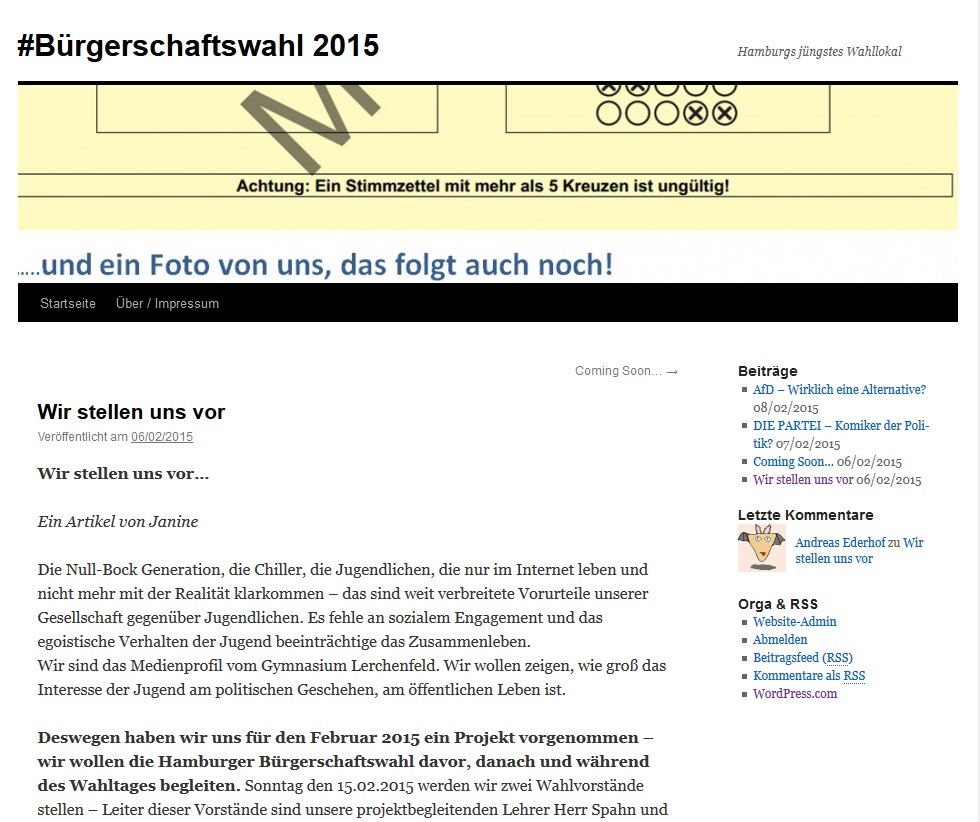 #Bürgerschaftswahl 2015
Hamburgs jüngstes Wahllokal
M
Achtung: Ein Stimmzettel mit mehr als 5 Kreuzen ist ungültig!
.....und ein Foto von uns, das folgt auch noch!
Startseite Über / Impressum
Coming Soon... →
Wir stellen uns vor
Veröffentlicht am 06/02/2015
Wir stellen uns vor...
Ein Artikel von Janine
Die Null-Bock Generation, die Chiller, die Jugendlichen, die nur im Internet leben und
nicht mehr mit der Realität klarkommen – das sind weit verbreitete Vorurteile unserer
Gesellschaft gegenüber Jugendlichen. Es fehle an sozialem Engagement und das
egoistische Verhalten der Jugend beeinträchtige das Zusammenleben.
Wir sind das Medienprofil vom Gymnasium Lerchenfeld. Wir wollen zeigen, wie groß das
Interesse der Jugend am politischen Geschehen, am öffentlichen Leben ist.
Deswegen haben wir uns für den Februar 2015 ein Projekt vorgenommen –
wir wollen die Hamburger Bürgerschaftswahl davor, danach und während
des Wahltages begleiten. Sonntag den 15.02.2015 werden wir zwei Wahlvorstände
stellen – Leiter dieser Vorstände sind unsere projektbegleitenden Lehrer Herr Spahn und
Beiträge
AfD – Wirklich eine Alternative?
08/02/2015
DIE PARTEI – Komiker der Poli-
tik? 07/02/2015
Coming Soon... 06/02/2015
Wir stellen uns vor 06/02/2015
Letzte Kommentare
Andreas Ederhof zu Wir
stellen uns vor
Orga & RSS
Website-Admin
Abmelden
Beitragsfeed (RSS)
Kommentare als RSS
WordPress.com